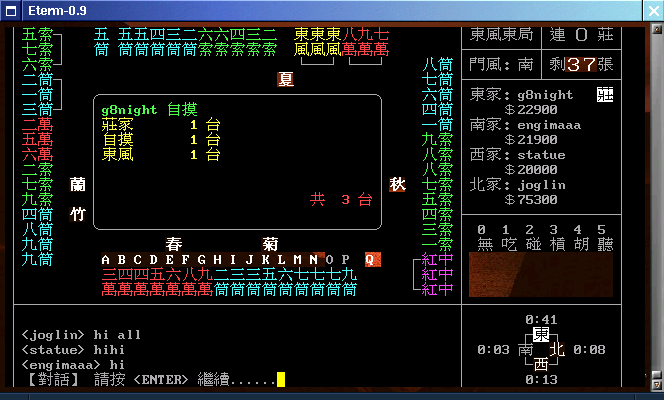 五索 五 五五四三二六六四三二 東東東八九七
七索 筒 筒筒筒筒筒索索索索索 風風風萬萬萬
六索
二筒
一筒
三筒
二萬
五萬
六萬
二索
七索
九索
四筒
八筒
九筒
九筒
蘭
竹
夏
g8night 自摸
莊家 1 台
自摸 1 台
東風 1 台
共 3 台
秋
春 菊
A B C D E F G H I J K L M N O P Q
三四四五六八九二三三五六七七七九
萬萬萬萬萬萬萬筒筒筒筒筒筒筒筒筒
八筒
七筒
六筒
四筒
一筒
九索
八索
八索
七索
五索
四索
三索
一索
紅中
紅中
紅中
東風東局 連 0 莊
門風: 南 剩37張
東家: g8night 莊
$ 22900
南家: engimaaa
$ 21900
西家: statue
$ 20000
北家: joglin
$ 75300
0 1 2 3 4 5
無 吃 碰 槓 胡 聽
0:41
東
0:03 南 北 0:08
西
0:13
<joglin> hi all
<statue> hihi
<engimaaa> hi
【對話】 請按 <ENTER> 繼續......
Eterm-0.9